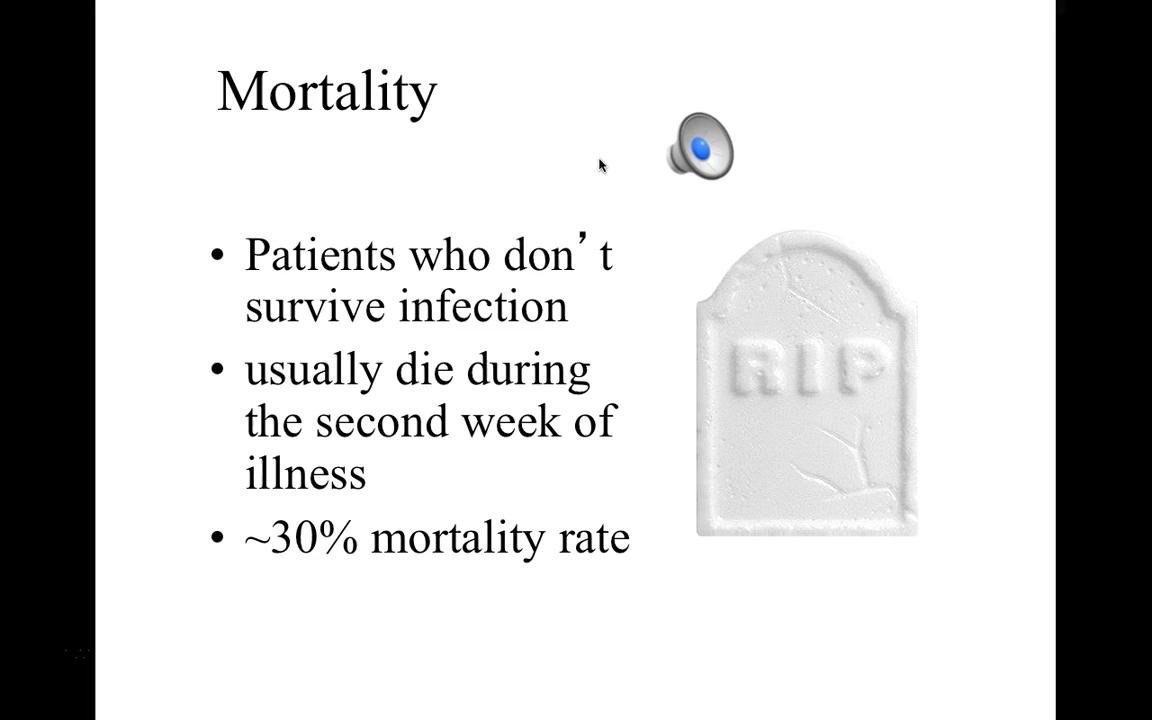 Mortality
• Patients who don’t
survive infection
• usually die during
the second week of
illness
• ~30% mortality rate
RIP